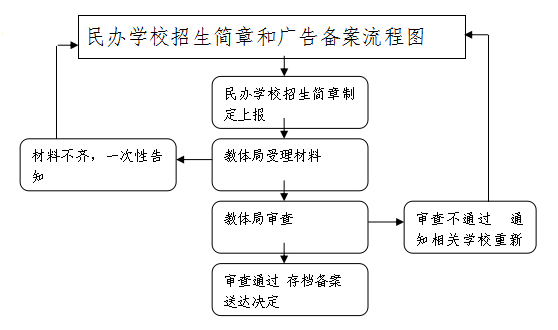 民办学校招生简章和广告备案流程图
民办学校招生简章制
定上报
材料不齐，一次性告
知
教体局受理材料
教体局审查
审查不通过 通
知相关学校重新
审查通过 存档备案
送达决定